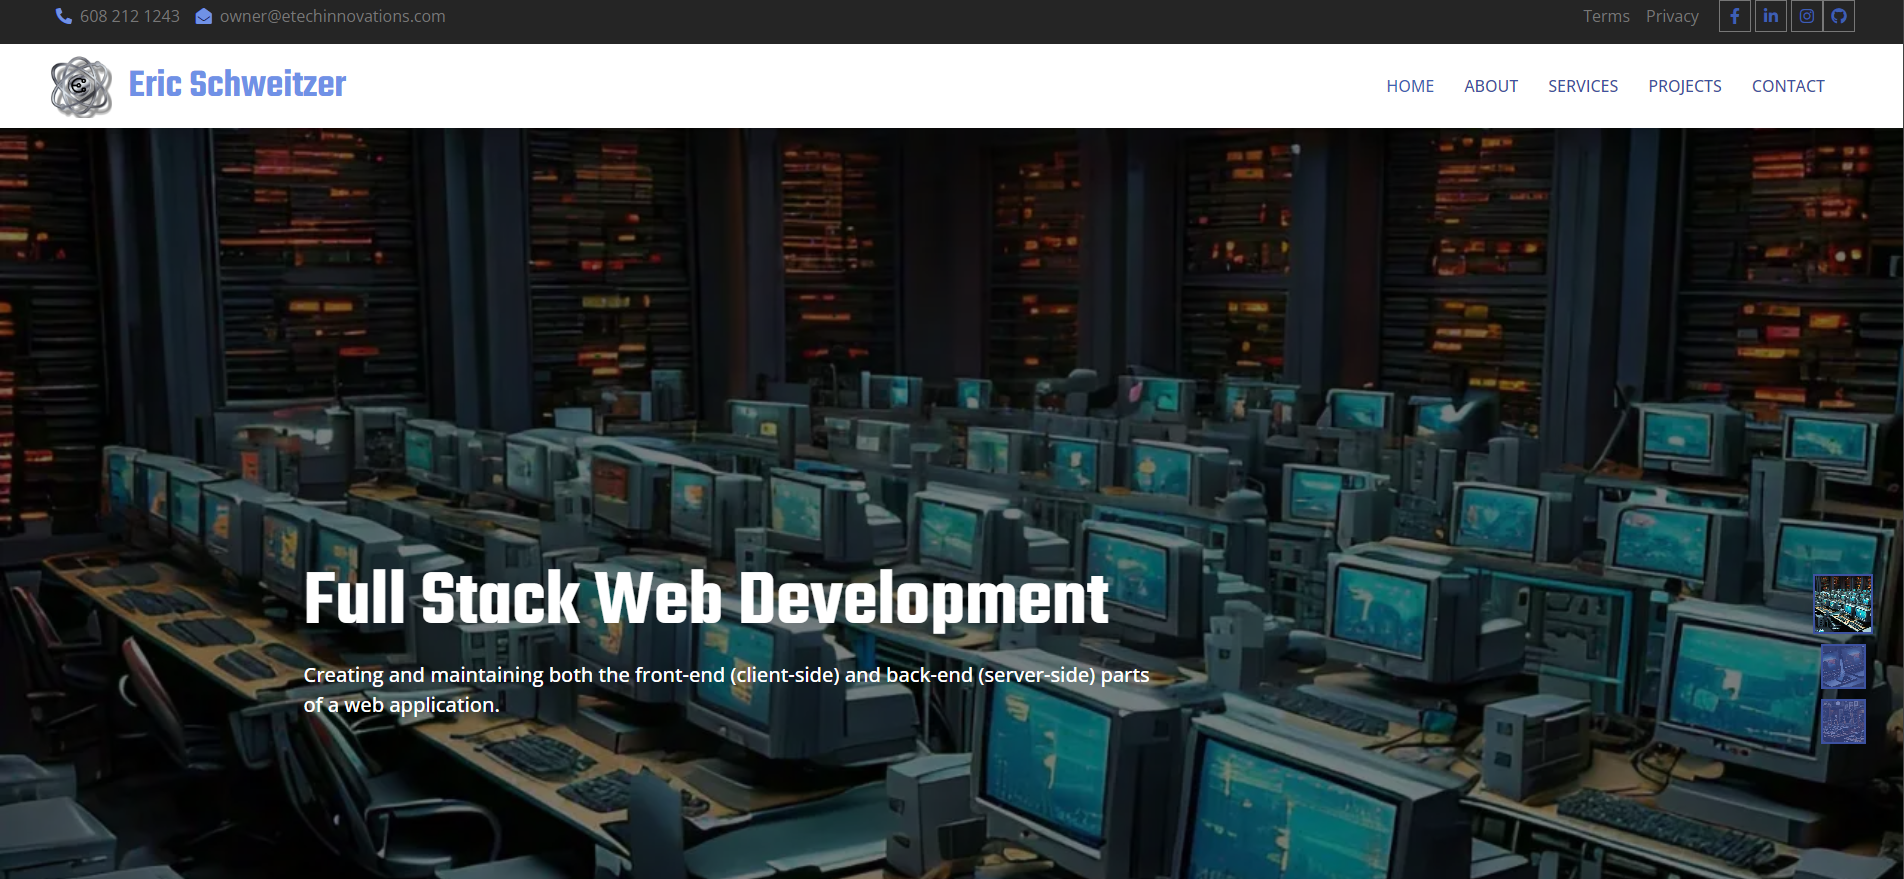 608 212 1243 owner@etechinnovations.com Terms Privacy
Eric Schweitzer HOME ABOUT SERVICES PROJECTS CONTACT
Full Stack Web Development
Creating and maintaining both the front-end (client-side) and back-end (server-side) parts
of a web application.